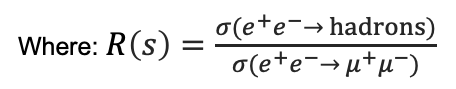 Where: R(s) = σ(e⁺e⁻→ hadrons) / σ(e⁺e⁻→ μ⁺μ⁻)